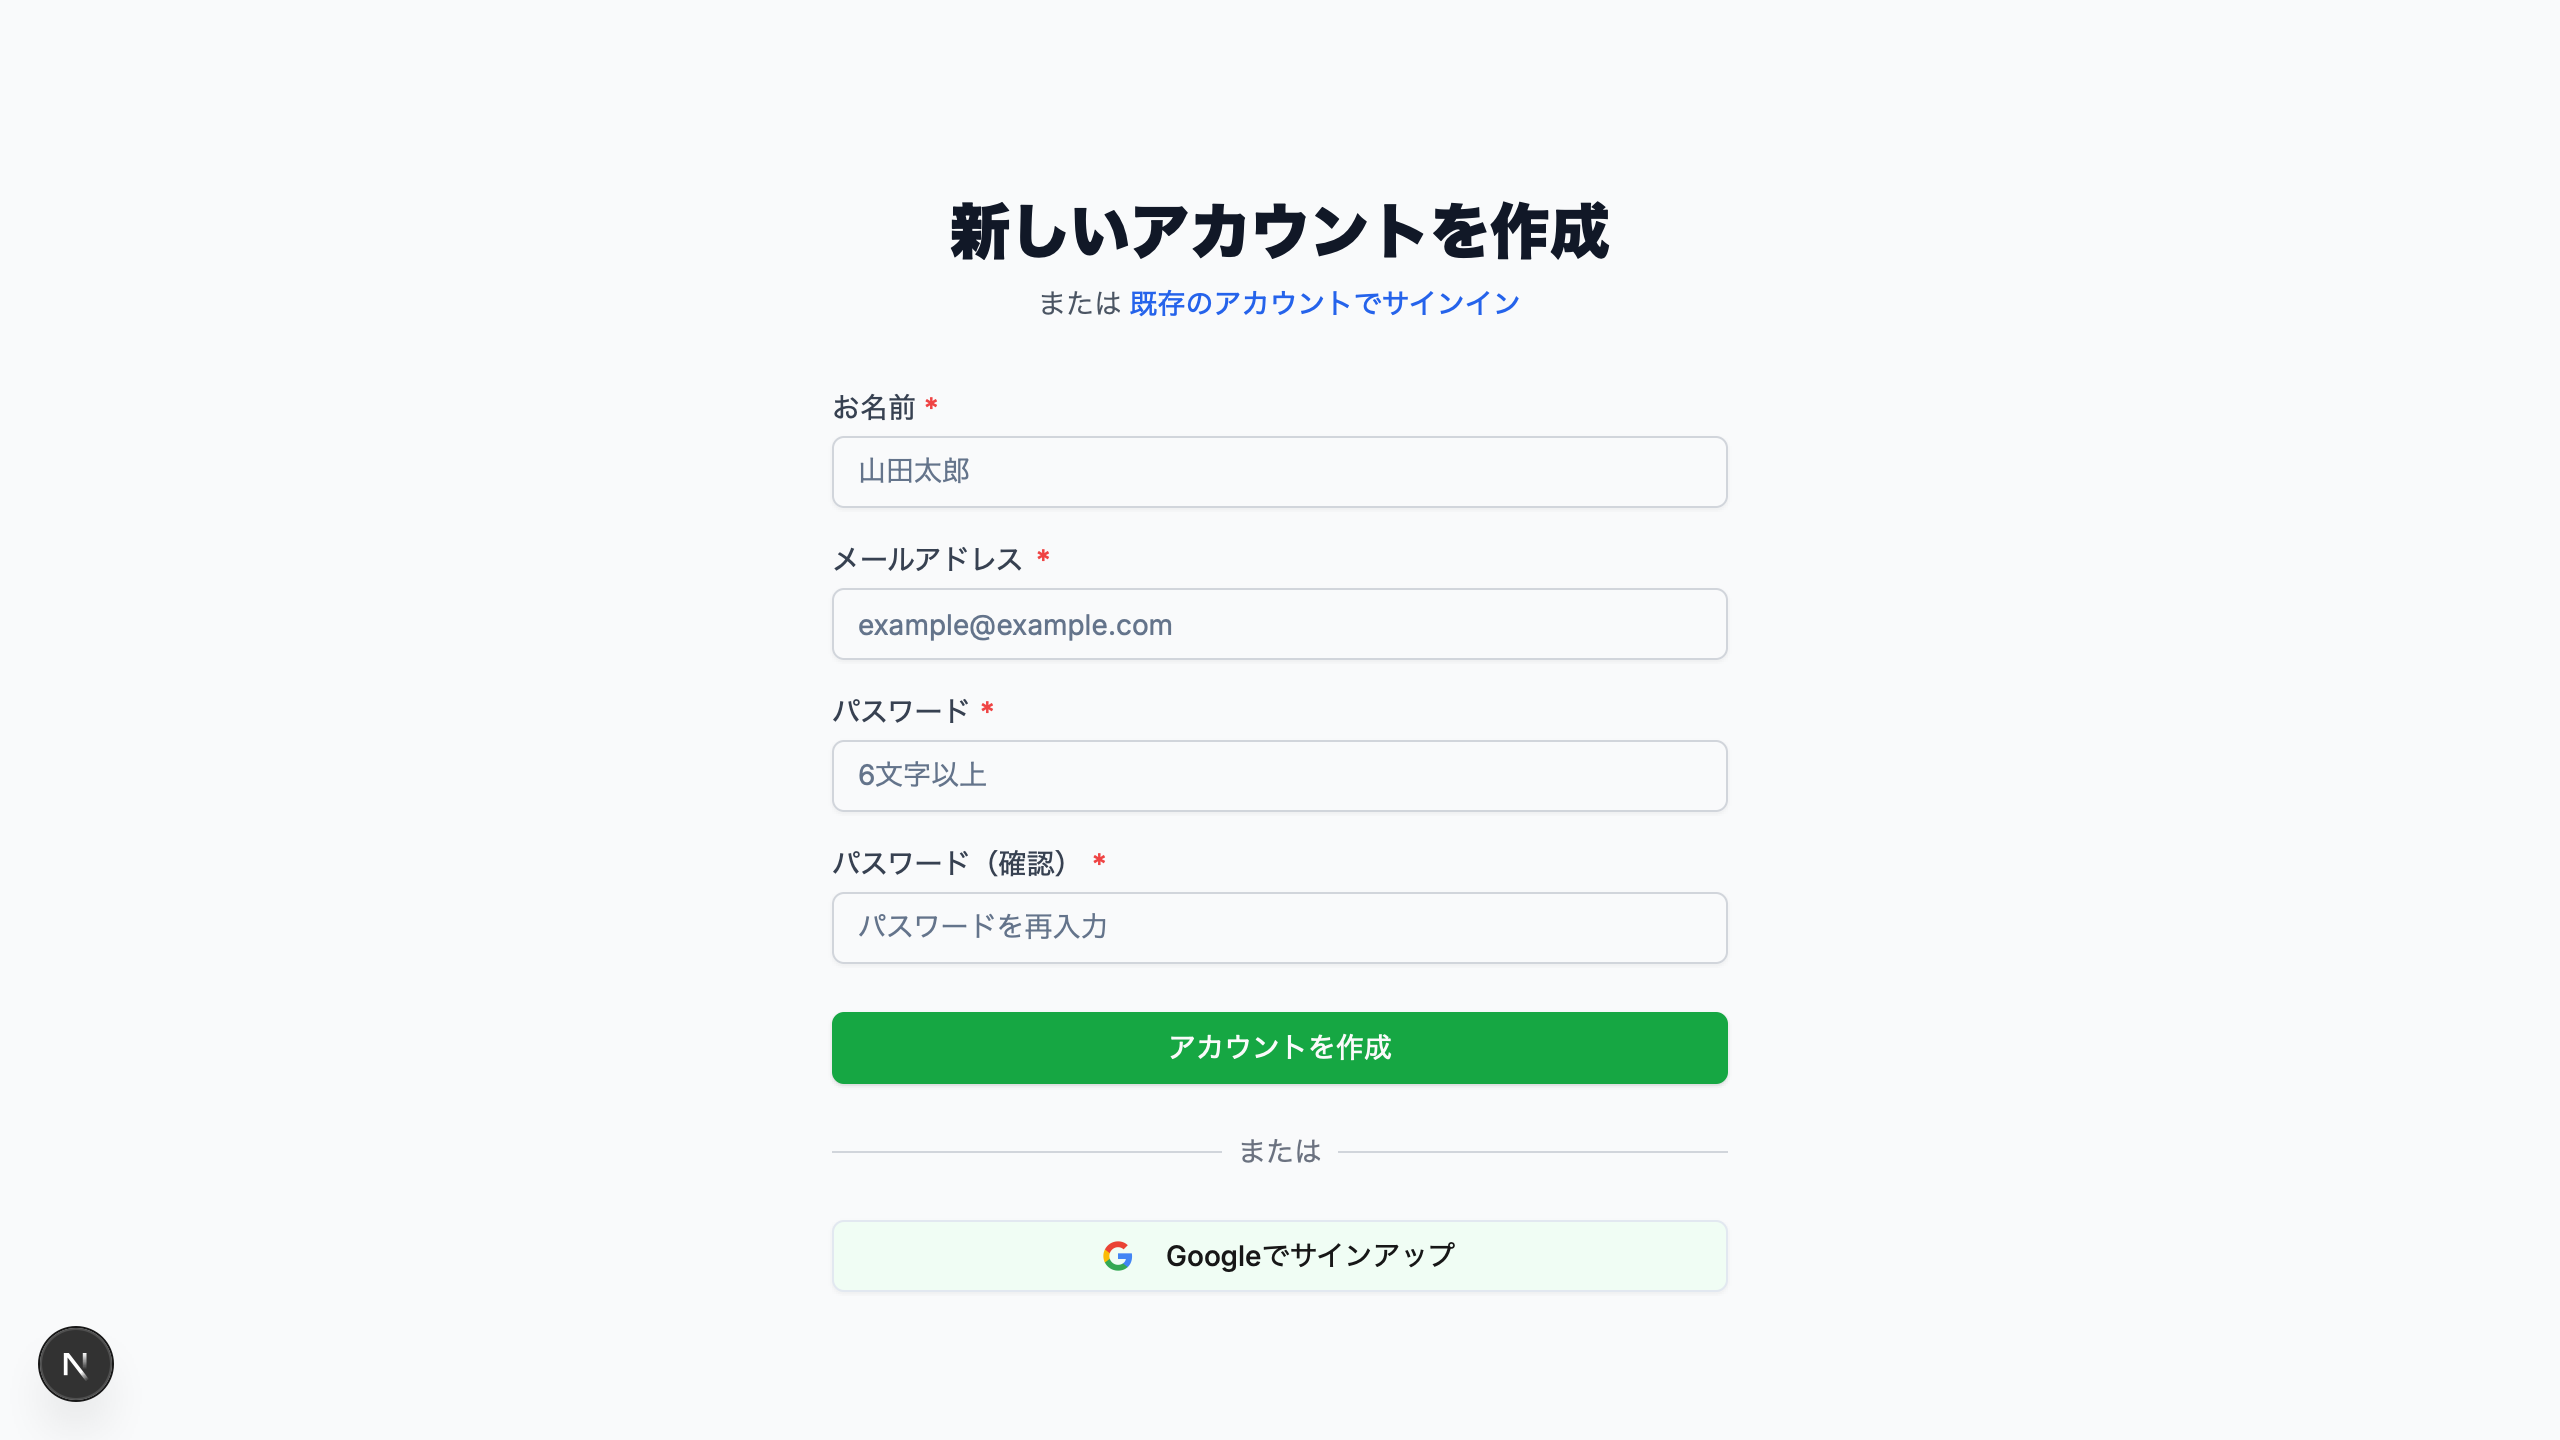 新しいアカウントを作成
または 既存のアカウントでサインイン
お名前 *
山田太郎
メールアドレス *
example@example.com
パスワード *
6文字以上
パスワード（確認） *
パスワードを再入力
アカウントを作成
または
Googleでサインアップ
N